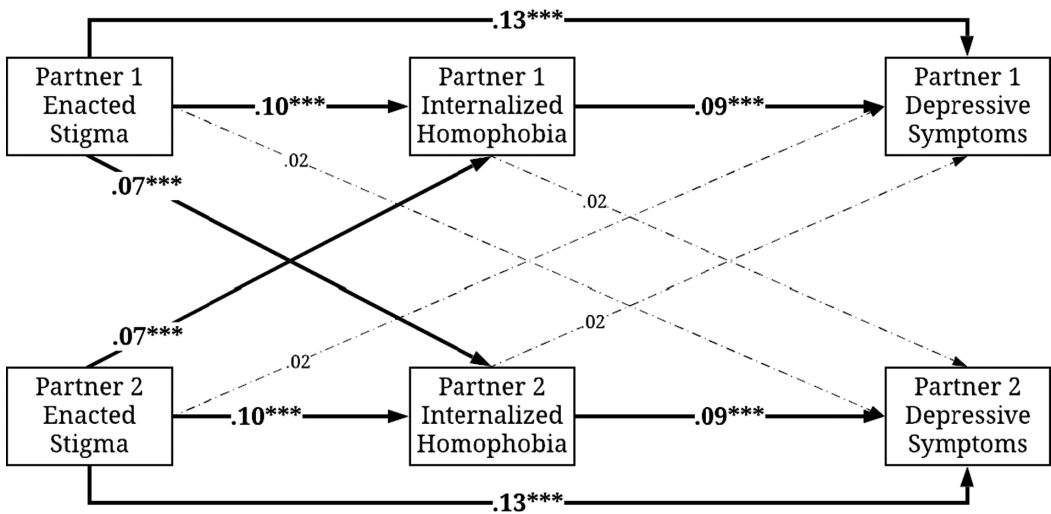 .13***
Partner 1
Enacted
Stigma
.10***
Partner 1
Internalized
Homophobia
.09***
Partner 1
Depressive
Symptoms
.02
.07***
.02
.02
.07***
.02
Partner 2
Enacted
Stigma
.10***
Partner 2
Internalized
Homophobia
.09***
Partner 2
Depressive
Symptoms
.13***